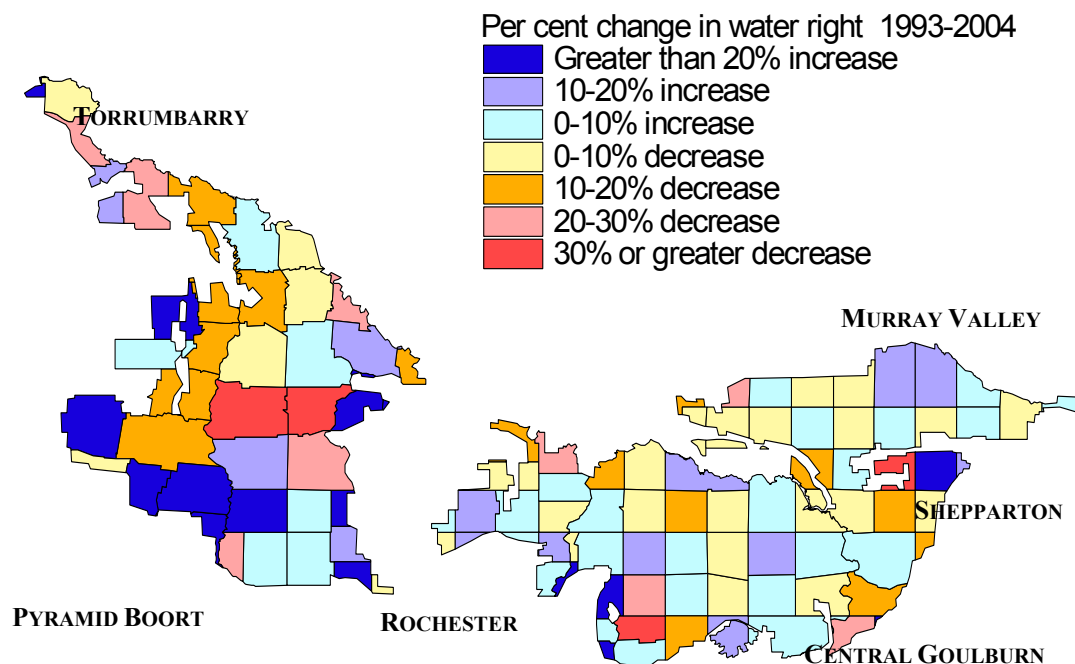 Per cent change in water right 1993-2004
Greater than 20% increase
10-20% increase
0-10% increase
0-10% decrease
10-20% decrease
20-30% decrease
30% or greater decrease
TORRUMBARRY
MURRAY VALLEY
SHEPPARTON
PYRAMID BOORT
ROCHESTER
CENTRAL GOULBURN